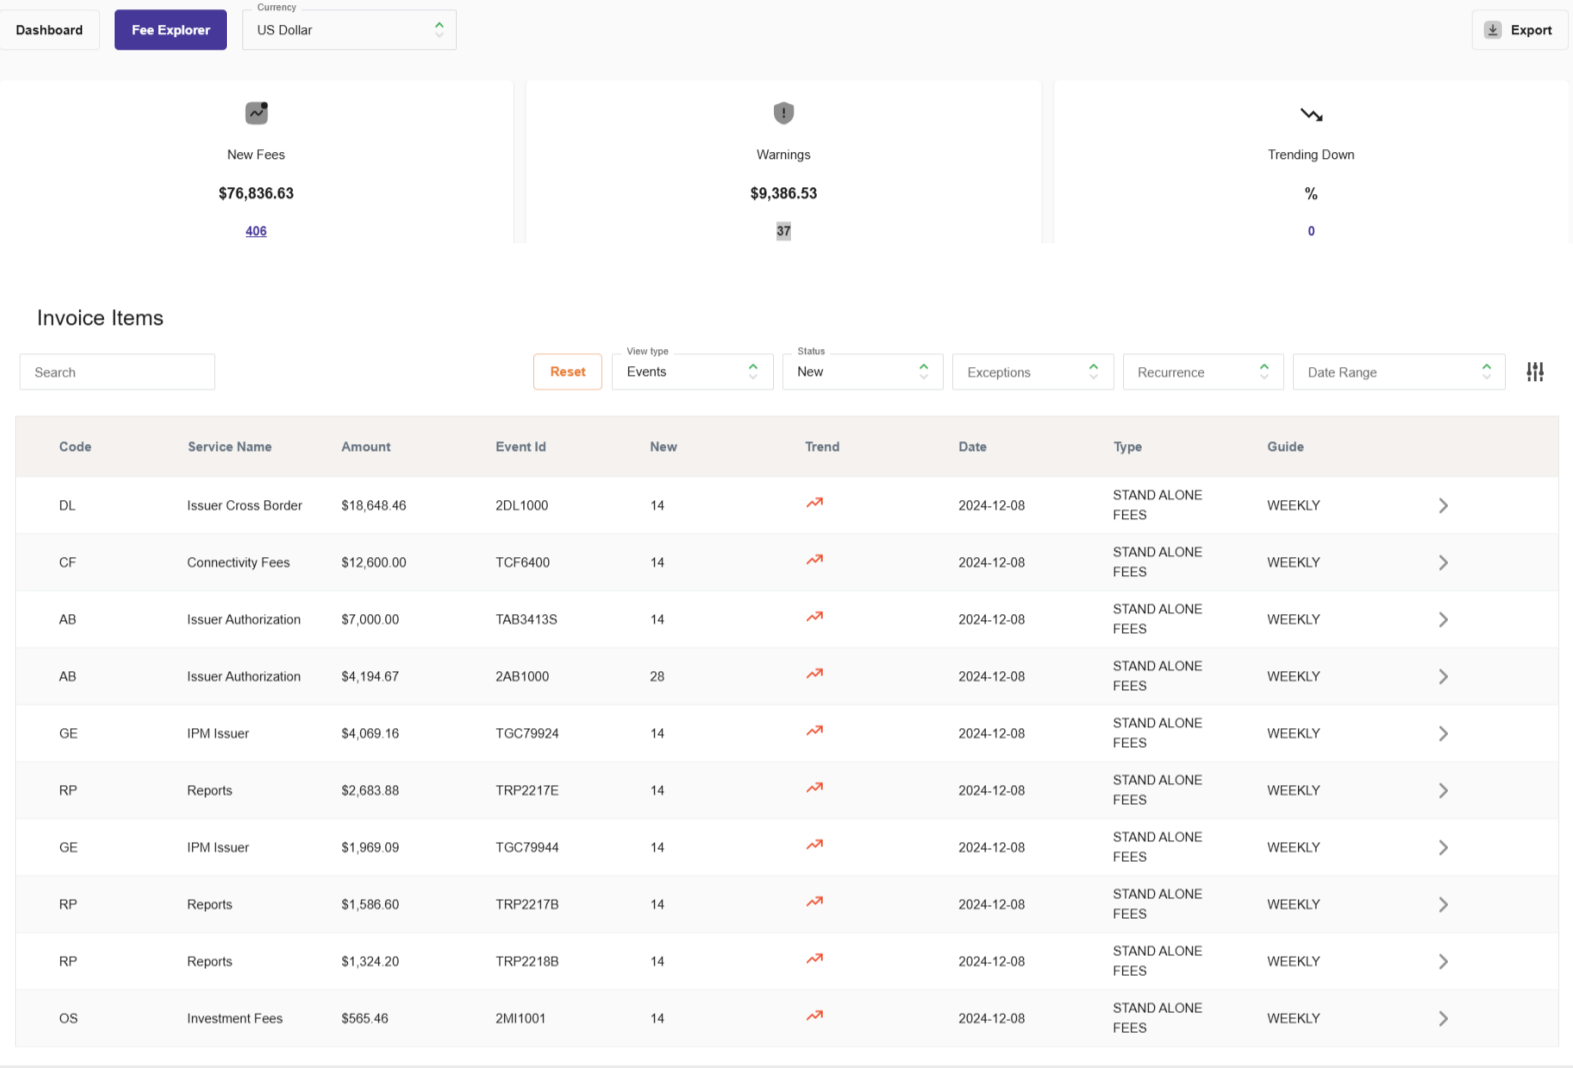 Currency
Dashboard Fee Explorer US Dollar Export
New Fees Warnings Trending Down
$76,836.63 $9,386.53 %
406 37 0
Invoice Items
View type Status
Search Reset Events New Exceptions Recurrence Date Range
Code Service Name Amount Event Id New Trend Date Type Guide
DL Issuer Cross Border $18,648.46 2DL1000 14 2024-12-08 STAND ALONE FEES WEEKLY
CF Connectivity Fees $12,600.00 TCF6400 14 2024-12-08 STAND ALONE FEES WEEKLY
AB Issuer Authorization $7,000.00 TAB3413S 14 2024-12-08 STAND ALONE FEES WEEKLY
AB Issuer Authorization $4,194.67 2AB1000 28 2024-12-08 STAND ALONE FEES WEEKLY
GE IPM Issuer $4,069.16 TGC79924 14 2024-12-08 STAND ALONE FEES WEEKLY
RP Reports $2,683.88 TRP2217E 14 2024-12-08 STAND ALONE FEES WEEKLY
GE IPM Issuer $1,969.09 TGC79944 14 2024-12-08 STAND ALONE FEES WEEKLY
RP Reports $1,586.60 TRP2217B 14 2024-12-08 STAND ALONE FEES WEEKLY
RP Reports $1,324.20 TRP2218B 14 2024-12-08 STAND ALONE FEES WEEKLY
OS Investment Fees $565.46 2MI1001 14 2024-12-08 STAND ALONE FEES WEEKLY